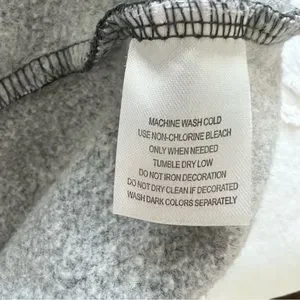 MACHINE WASH COLD
USE NON-CHLORINE BLEACH
ONLY WHEN NEEDED
TUMBLE DRY LOW
DO NOT IRON DECORATION
DO NOT DRY CLEAN IF DECORATED
WASH DARK COLORS SEPARATELY